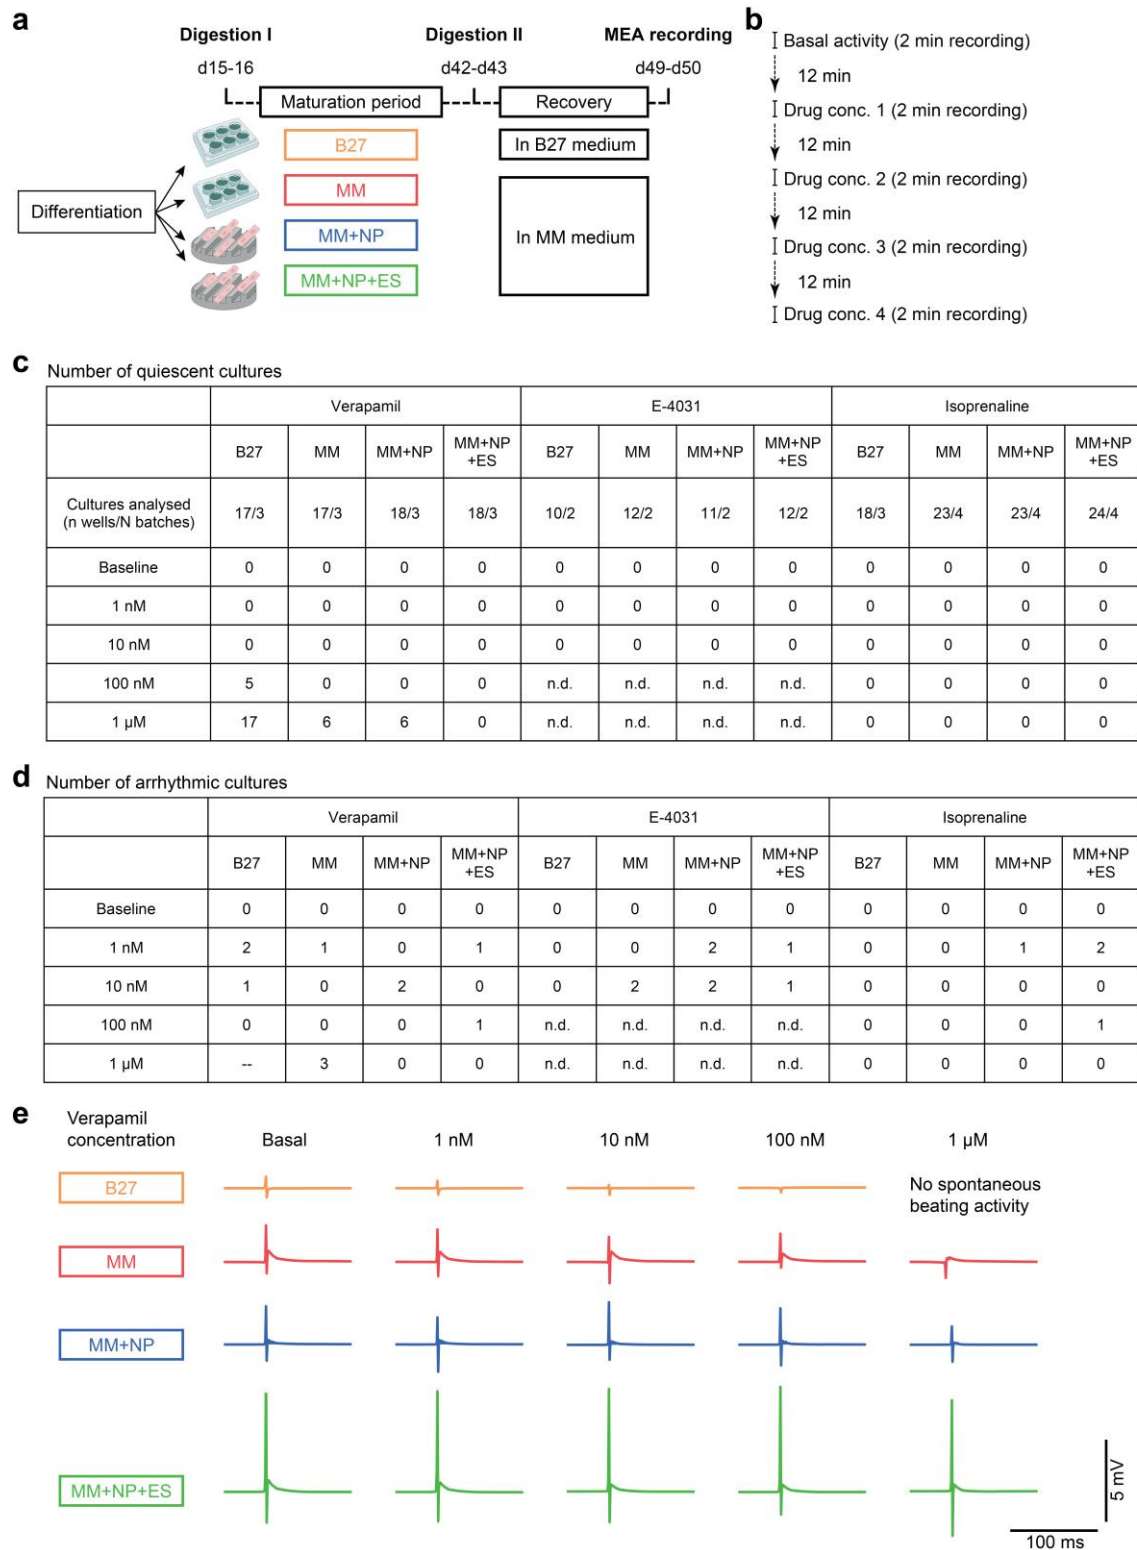 a
Digestion I Digestion II MEA recording
d15-16 d42-d43 d49-d50
Maturation period Recovery
B27 In B27 medium
MM
Differentiation
MM+NP In MM medium
MM+NP+ES
b
Basal activity (2 min recording)
12 min
Drug conc. 1 (2 min recording)
12 min
Drug conc. 2 (2 min recording)
12 min
Drug conc. 3 (2 min recording)
12 min
Drug conc. 4 (2 min recording)
c Number of quiescent cultures
Verapamil E-4031 Isoprenaline
B27 MM MM+NP MM+NP +ES B27 MM MM+NP MM+NP +ES B27 MM MM+NP MM+NP +ES
Cultures analysed
(n wells/N batches) 17/3 17/3 18/3 18/3 10/2 12/2 11/2 12/2 18/3 23/4 23/4 24/4
Baseline 0 0 0 0 0 0 0 0 0 0 0 0
1 nM 0 0 0 0 0 0 0 0 0 0 0 0
10 nM 0 0 0 0 0 0 0 0 0 0 0 0
100 nM 5 0 0 0 n.d. n.d. n.d. n.d. 0 0 0 0
1 µM 17 6 6 0 n.d. n.d. n.d. n.d. 0 0 0 0
d Number of arrhythmic cultures
Verapamil E-4031 Isoprenaline
B27 MM MM+NP MM+NP +ES B27 MM MM+NP MM+NP +ES B27 MM MM+NP MM+NP +ES
Baseline 0 0 0 0 0 0 0 0 0 0 0 0
1 nM 2 1 0 1 0 0 2 1 0 0 1 2
10 nM 1 0 2 0 0 2 2 1 0 0 0 0
100 nM 0 0 0 1 n.d. n.d. n.d. n.d. 0 0 0 1
1 µM -- 3 0 0 n.d. n.d. n.d. n.d. 0 0 0 0
e Verapamil
concentration Basal 1 nM 10 nM 100 nM 1 µM
B27 No spontaneous
beating activity
MM
MM+NP
MM+NP+ES
5 mV
100 ms